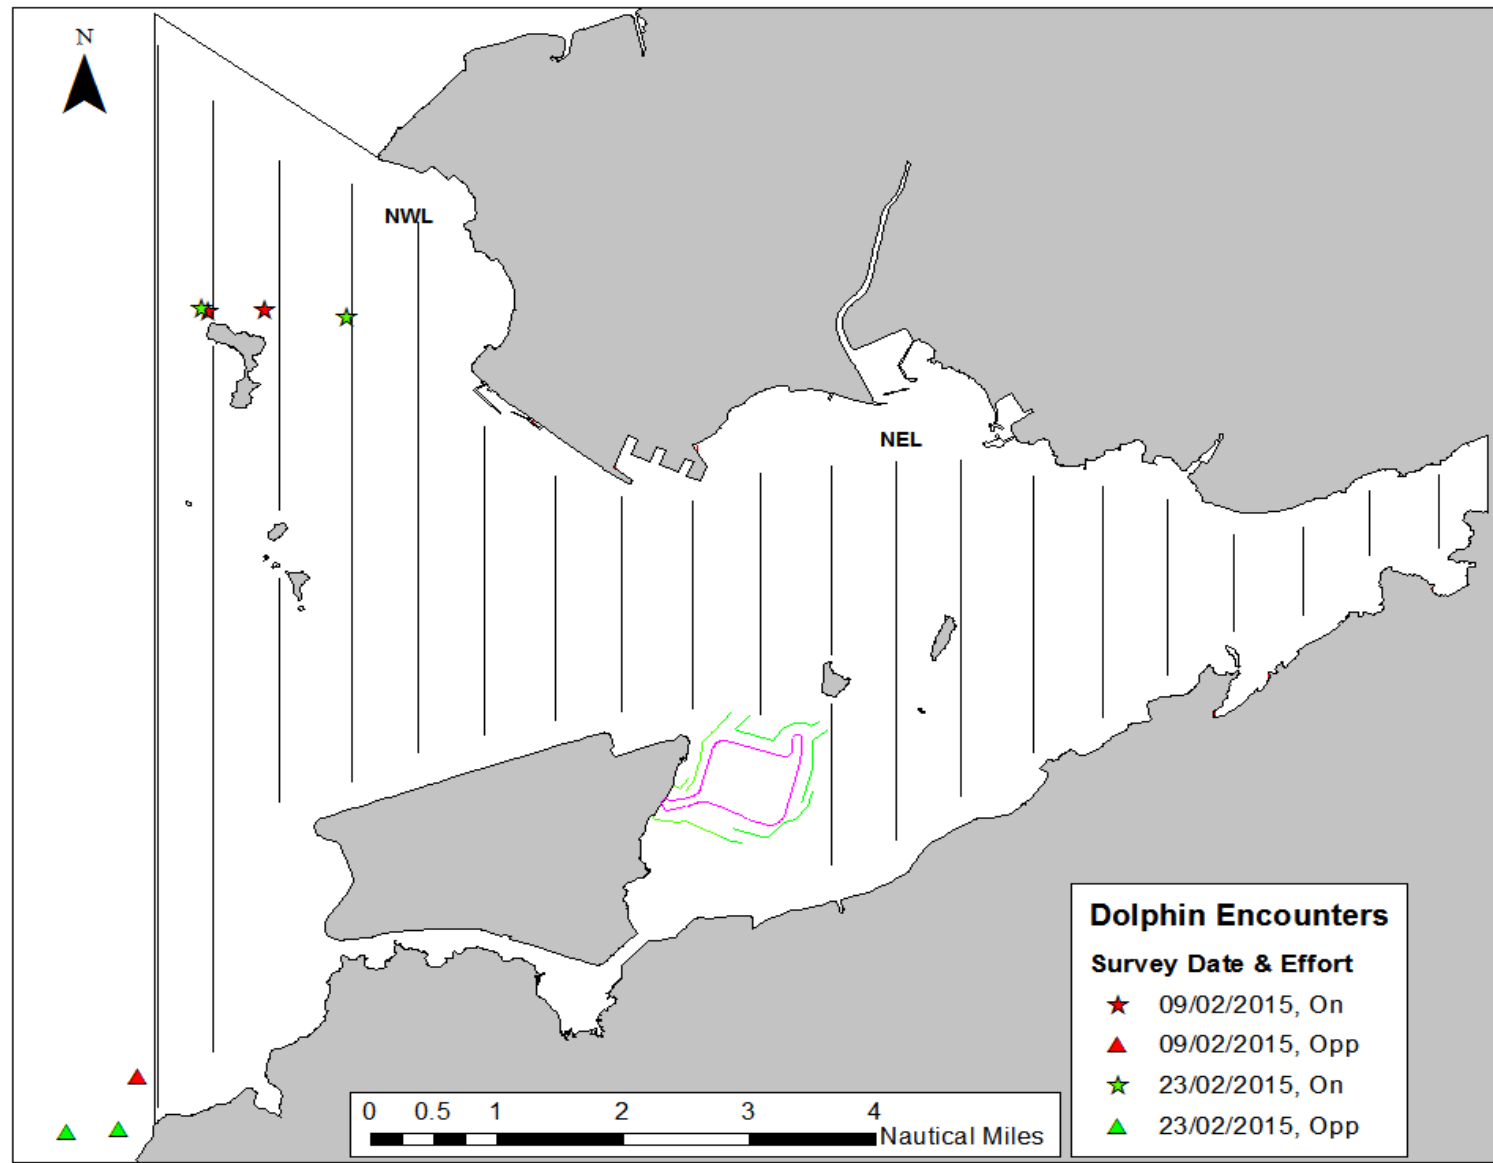 N
NWL
NEL
Dolphin Encounters
Survey Date & Effort
09/02/2015, On
09/02/2015, Opp
23/02/2015, On
23/02/2015, Opp
0 0.5 1 2 3 4
Nautical Miles